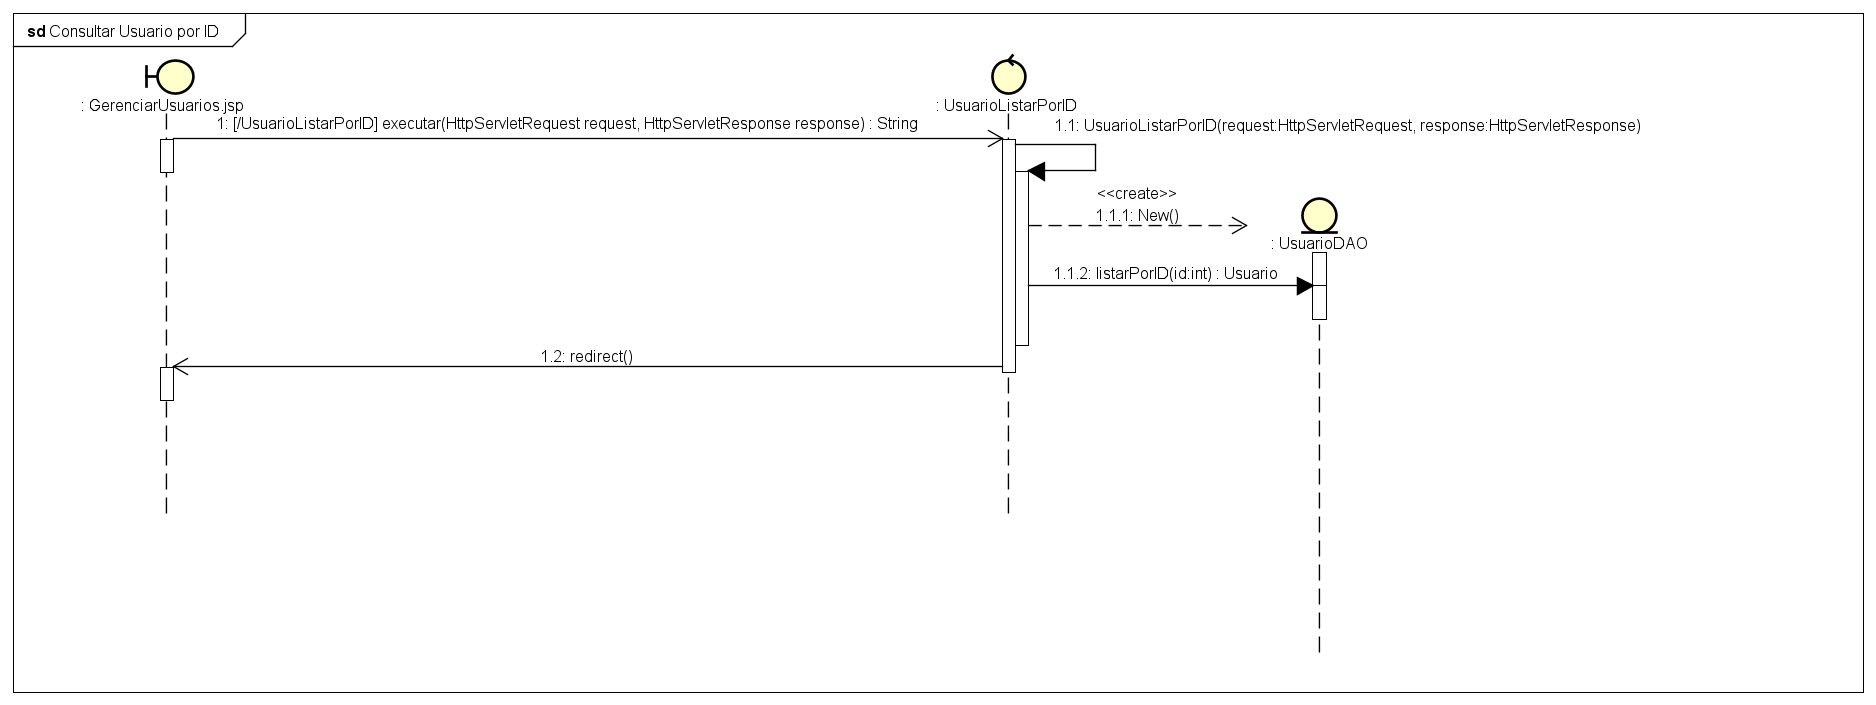 sd Consultar Usuario por ID
: GerenciarUsuarios.jsp
: UsuarioListarPorID
1: [/UsuarioListarPorID] executar(HttpServletRequest request, HttpServletResponse response) : String
1.1: UsuarioListarPorID(request:HttpServletRequest, response:HttpServletResponse)
<<create>>
1.1.1: New()
: UsuarioDAO
1.1.2: listarPorID(id:int) : Usuario
1.2: redirect()